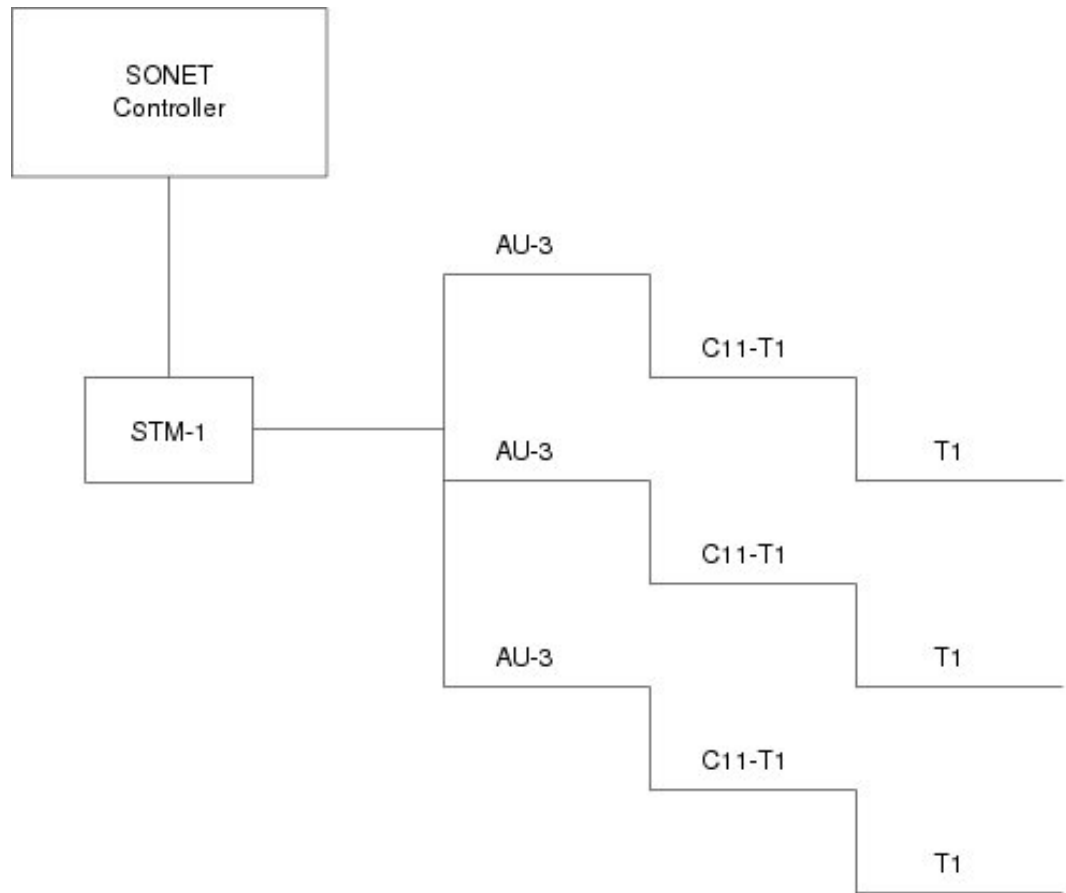 SONET
Controller
AU-3
C11-T1
STM-1
AU-3
T1
C11-T1
AU-3
T1
C11-T1
T1